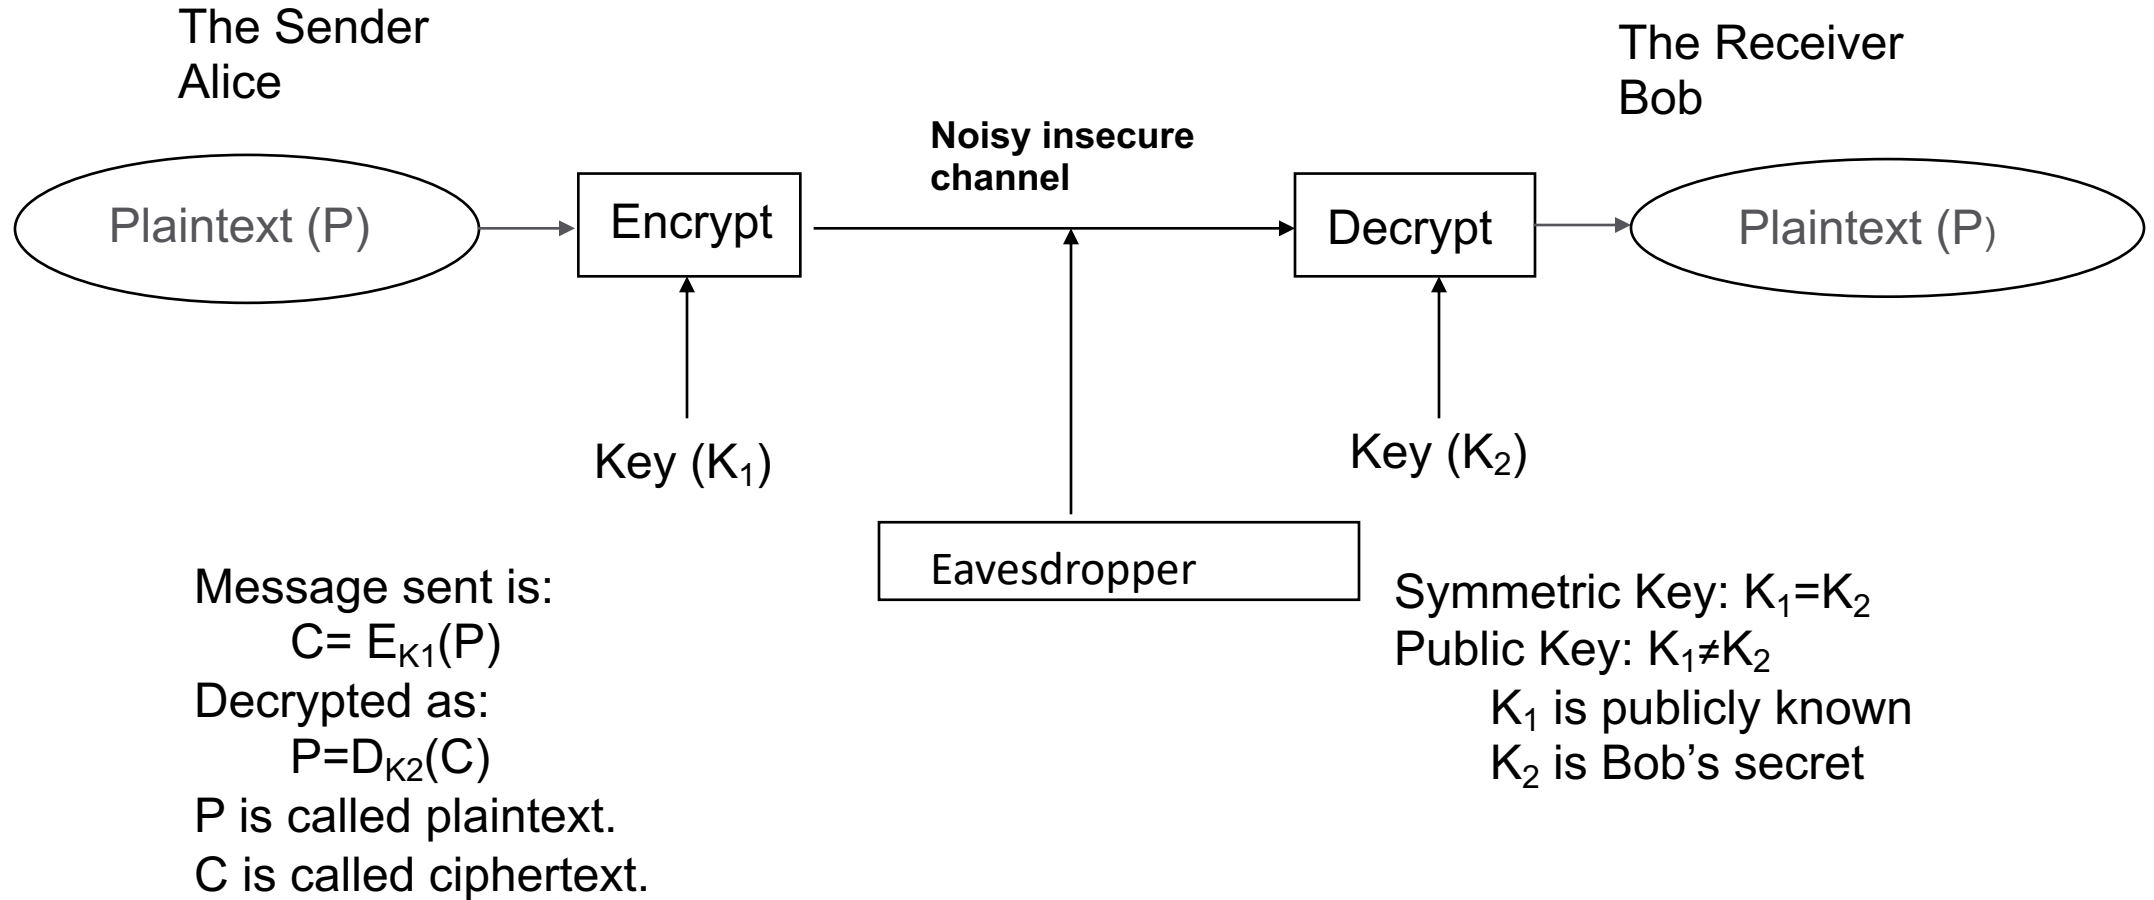 The Sender
Alice
The Receiver
Bob
Noisy insecure
channel
Plaintext (P)
Encrypt
Decrypt
Plaintext (P)
Key (K₁)
Key (K₂)
Eavesdropper
Message sent is:
C= E_K1(P)
Decrypted as:
P=D_K2(C)
P is called plaintext.
C is called ciphertext.
Symmetric Key: K₁=K₂
Public Key: K₁≠K₂
K₁ is publicly known
K₂ is Bob’s secret